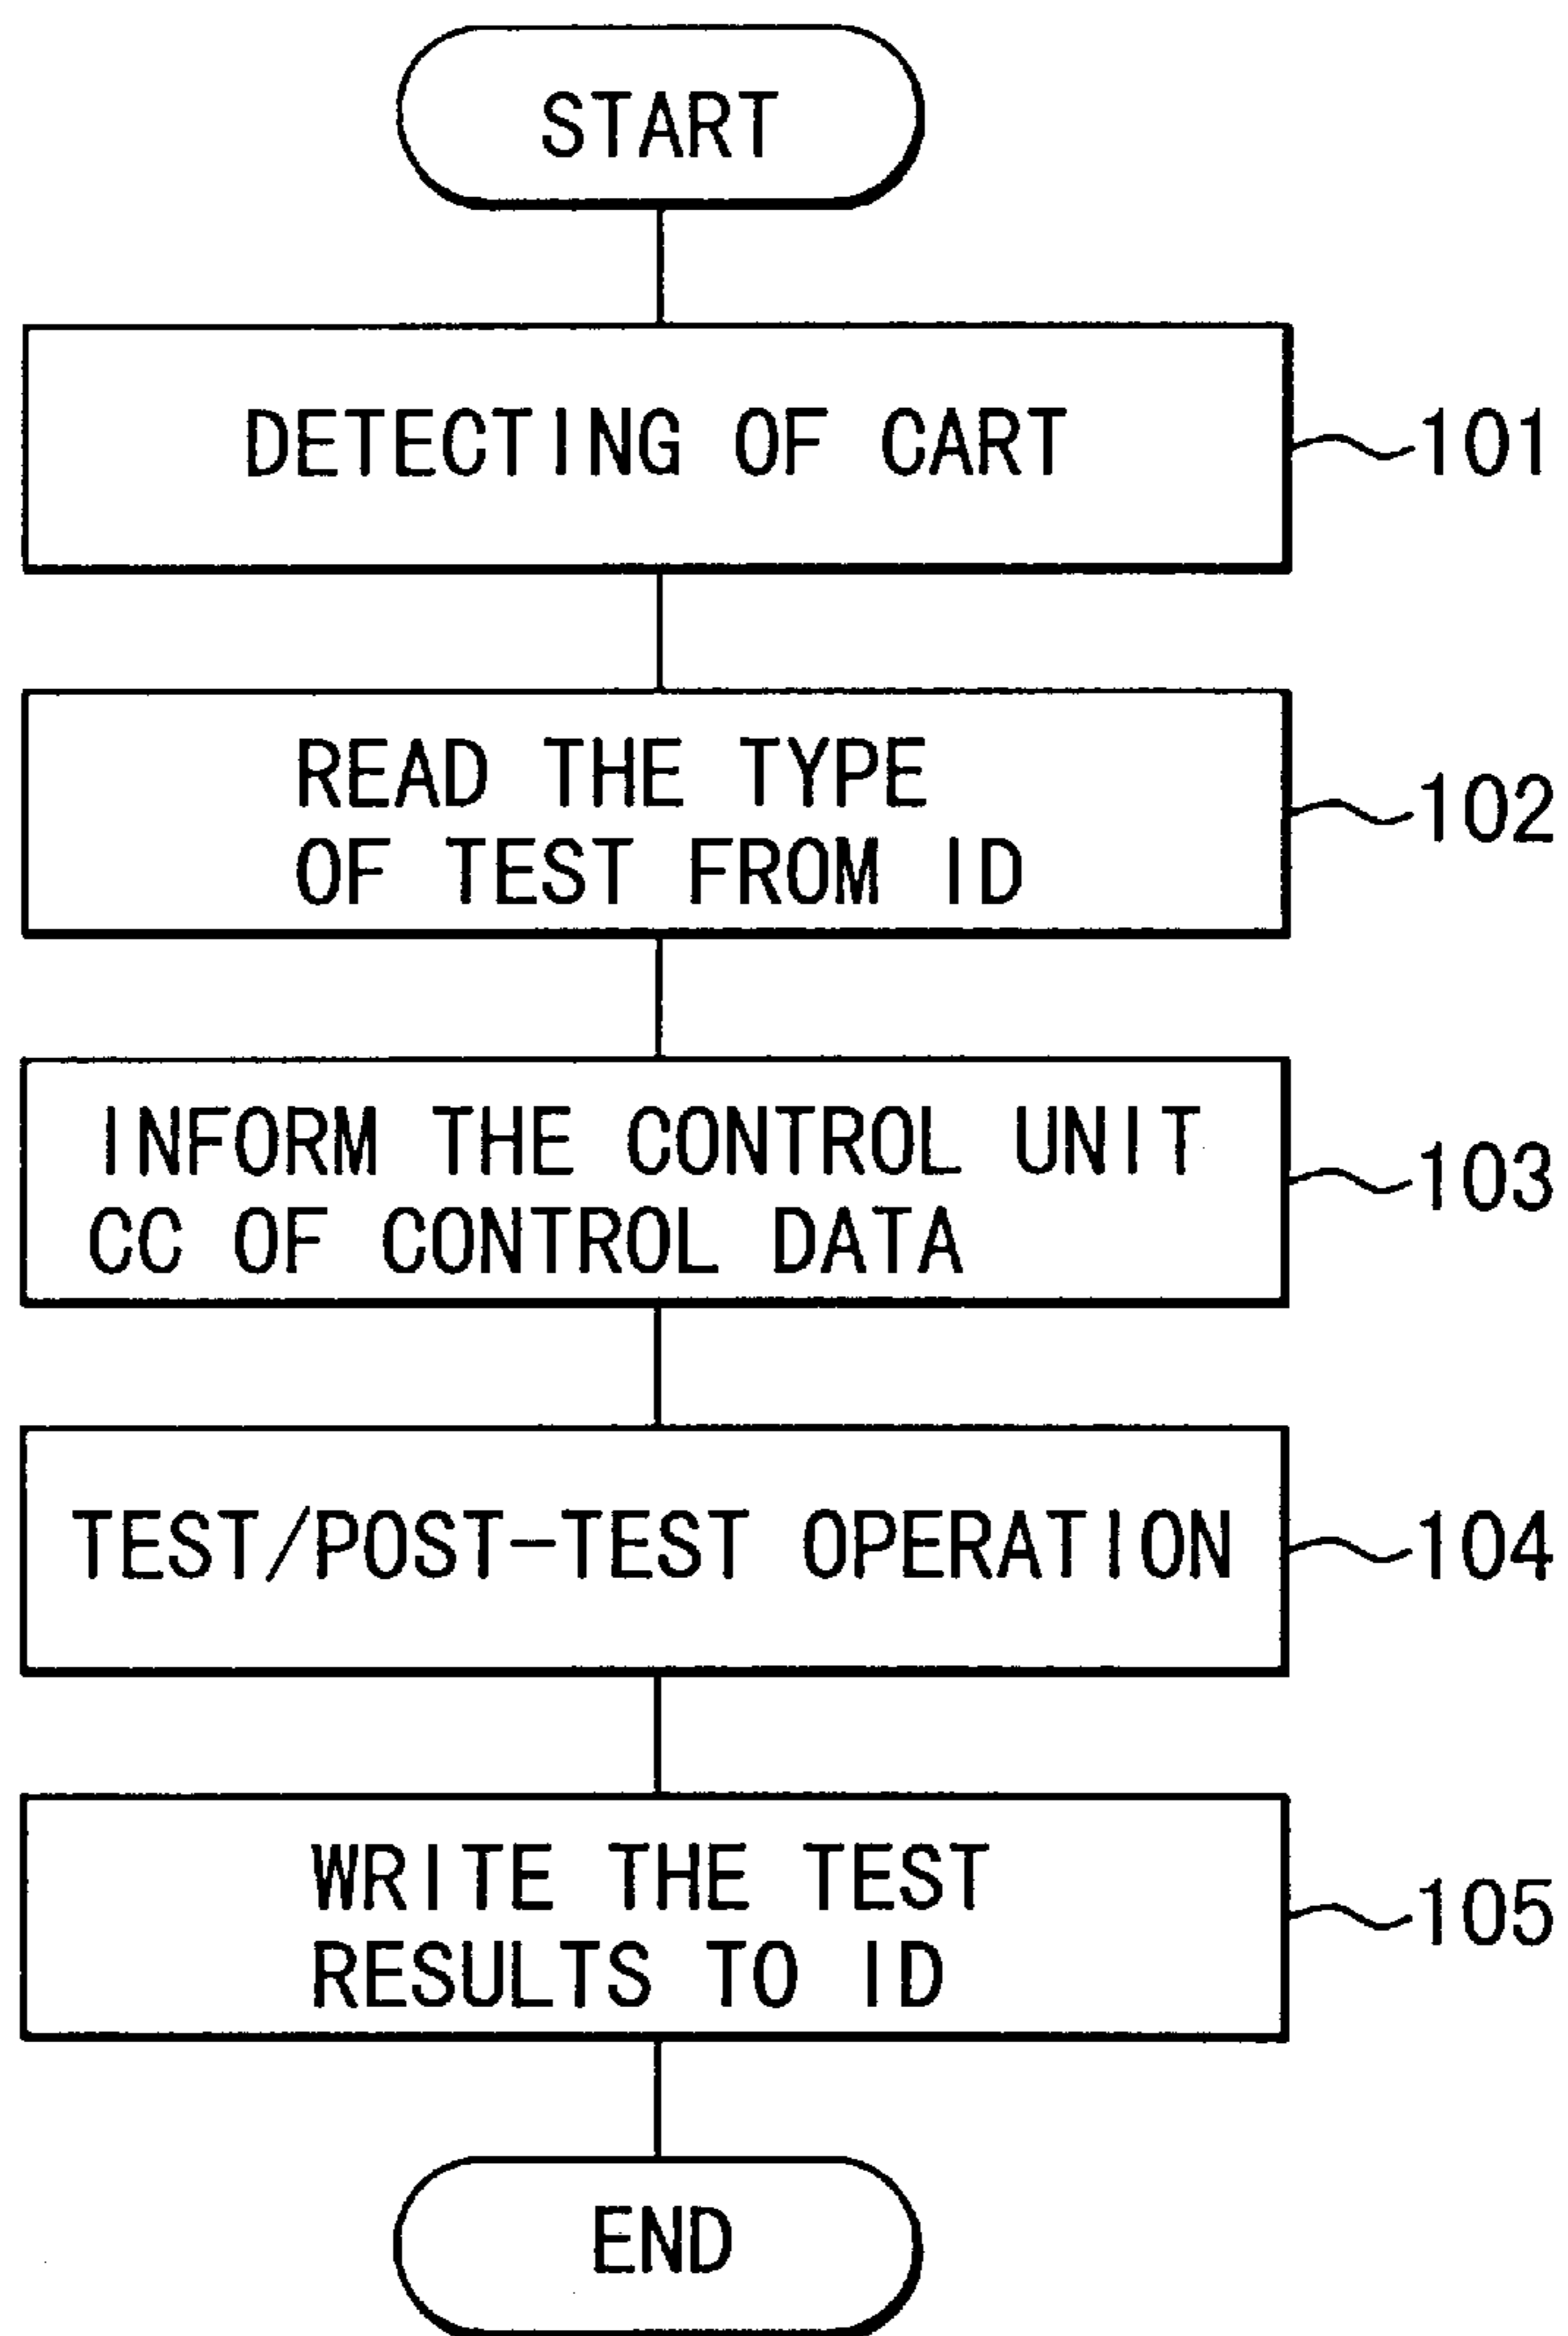 START
DETECTING OF CART
101
READ THE TYPE
OF TEST FROM ID
102
INFORM THE CONTROL UNIT
CC OF CONTROL DATA
103
TEST/POST-TEST OPERATION
104
WRITE THE TEST
RESULTS TO ID
105
END